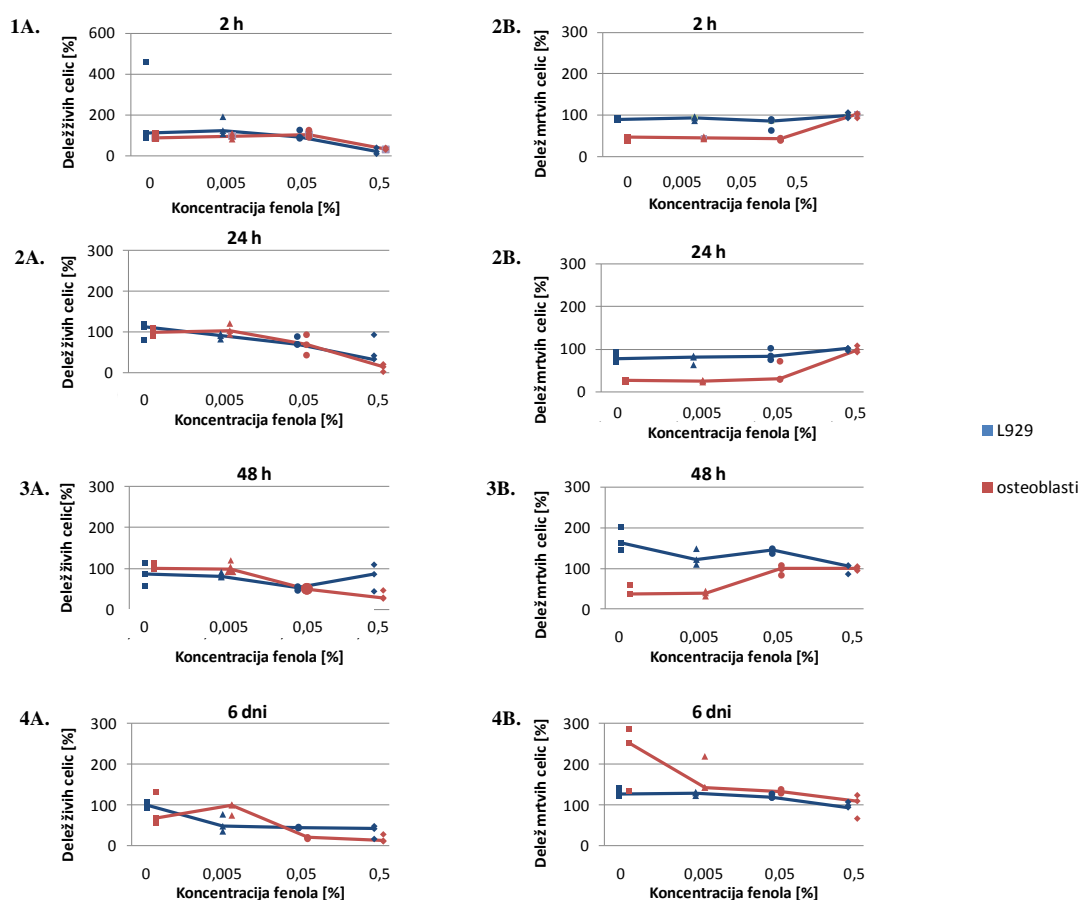 1A.
2 h
Delež živih celic [%]
600
400
200
0
0 0,005 0,05 0,5
Koncentracija fenola [%]
2B.
2 h
Delež mrtvih celic [%]
300
200
100
0
0 0,005 0,05 0,5
Koncentracija fenola [%]
2A.
24 h
Delež živih celic [%]
300
200
100
0
0 0,005 0,05 0,5
Koncentracija fenola [%]
2B.
24 h
Delež mrtvih celic [%]
300
200
100
0
0 0,005 0,05 0,5
Koncentracija fenola [%]
L929
osteoblasti
3A.
48 h
Delež živih celic[%]
300
200
100
0
0 0,005 0,05 0,5
Koncentracija fenola [%]
3B.
48 h
Delež mrtvih celic [%]
300
200
100
0
0 0,005 0,05 0,5
Koncentracija fenola [%]
4A.
6 dni
Delež živih celic [%]
300
200
100
0
0 0,005 0,05 0,5
Koncentracija fenola [%]
4B.
6 dni
Delež mrtvih celic [%]
300
200
100
0
0 0,005 0,05 0,5
Koncentracija fenola [%]